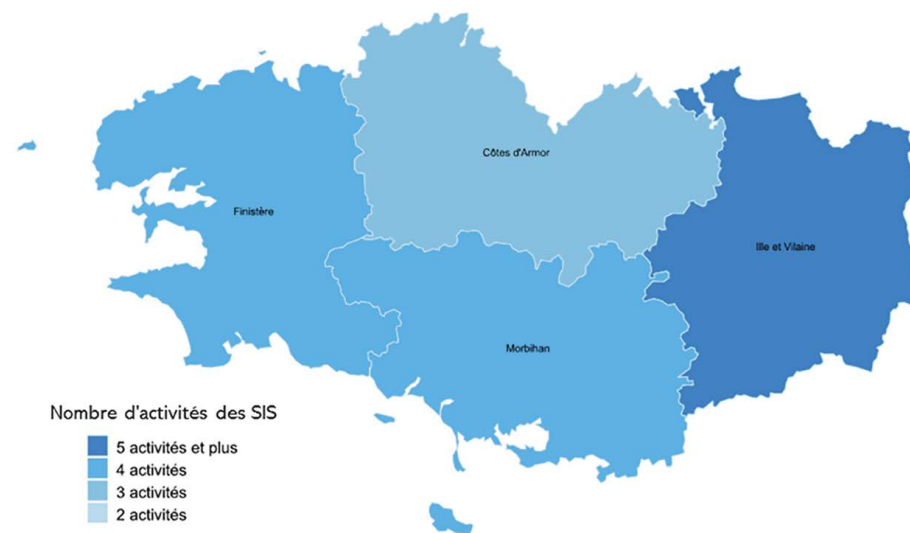 Côtes d'Armor
Finistère
Ille et Vilaine
Morbihan
Nombre d'activités des SIS
5 activités et plus
4 activités
3 activités
2 activités